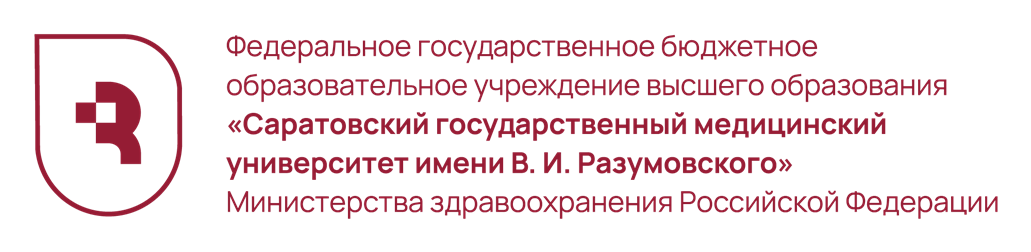 Федеральное государственное бюджетное
образовательное учреждение высшего образования
«Саратовский государственный медицинский
университет имени В. И. Разумовского»
Министерства здравоохранения Российской Федерации